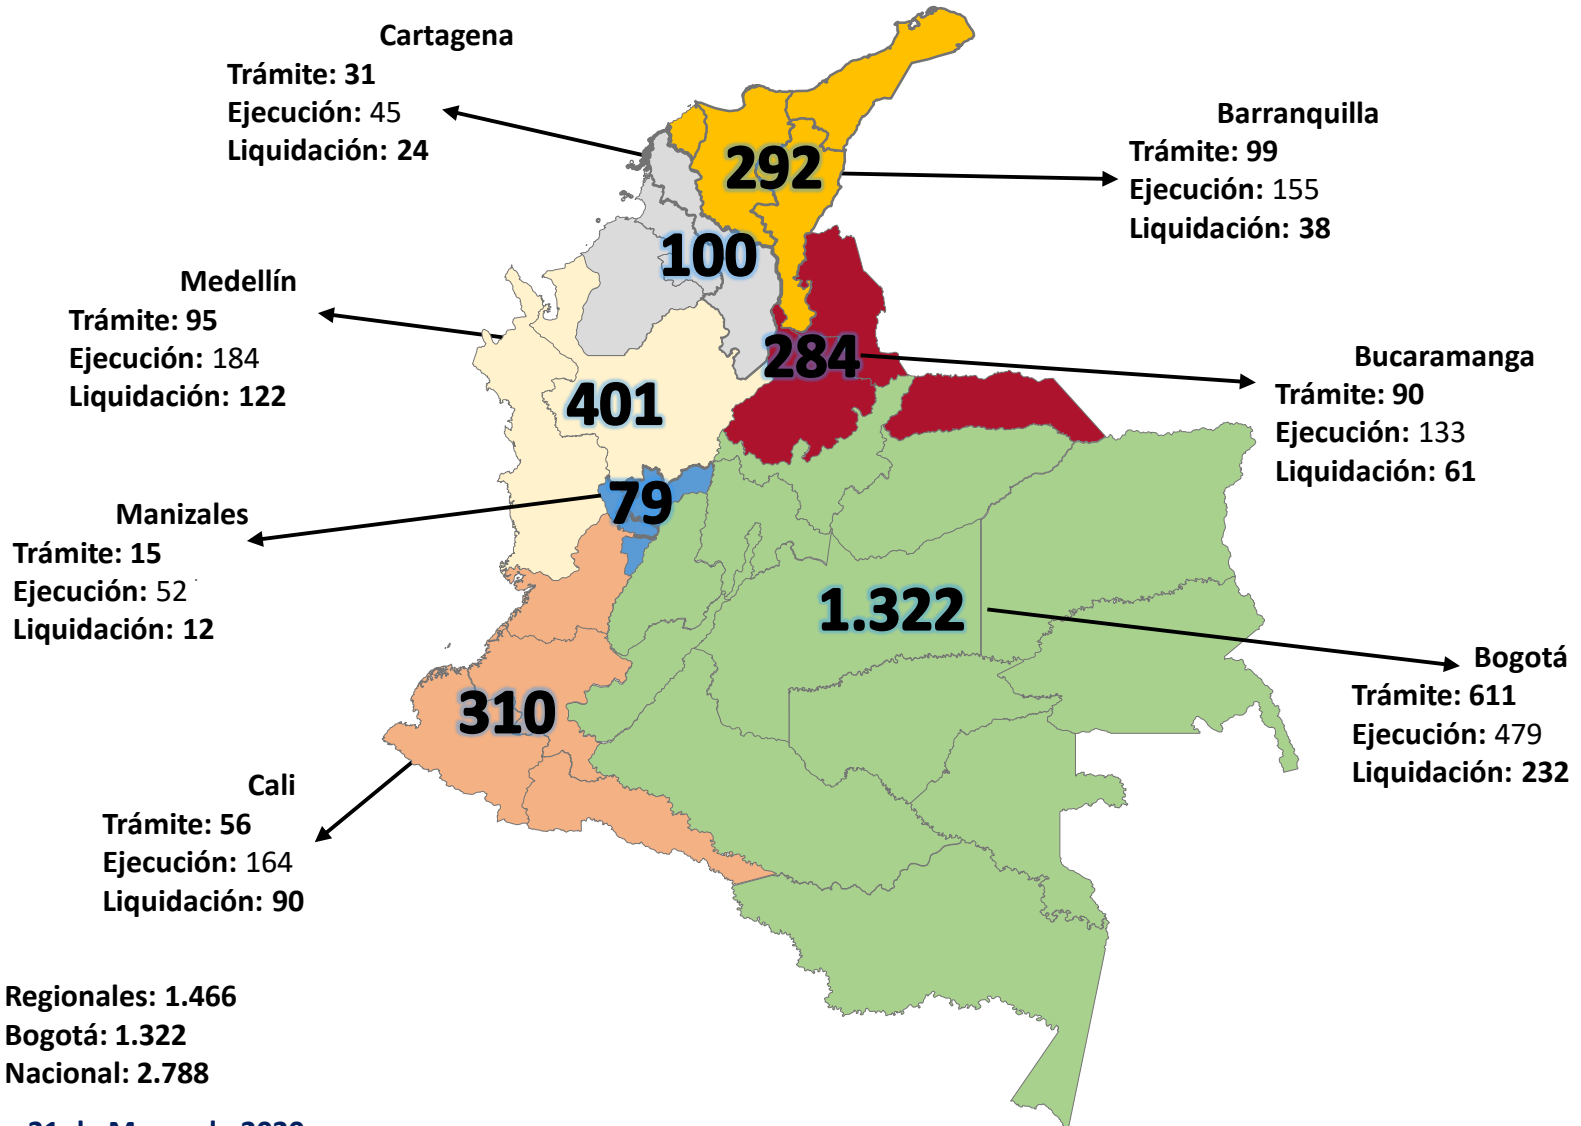 Cartagena
Trámite: 31
Ejecución: 45
Liquidación: 24
Barranquilla
Trámite: 99
Ejecución: 155
Liquidación: 38
292
100
Medellín
Trámite: 95
Ejecución: 184
Liquidación: 122
284
Bucaramanga
Trámite: 90
Ejecución: 133
Liquidación: 61
401
79
Manizales
Trámite: 15
Ejecución: 52
Liquidación: 12
1.322
Bogotá
Trámite: 611
Ejecución: 479
Liquidación: 232
310
Cali
Trámite: 56
Ejecución: 164
Liquidación: 90
Regionales: 1.466
Bogotá: 1.322
Nacional: 2.788